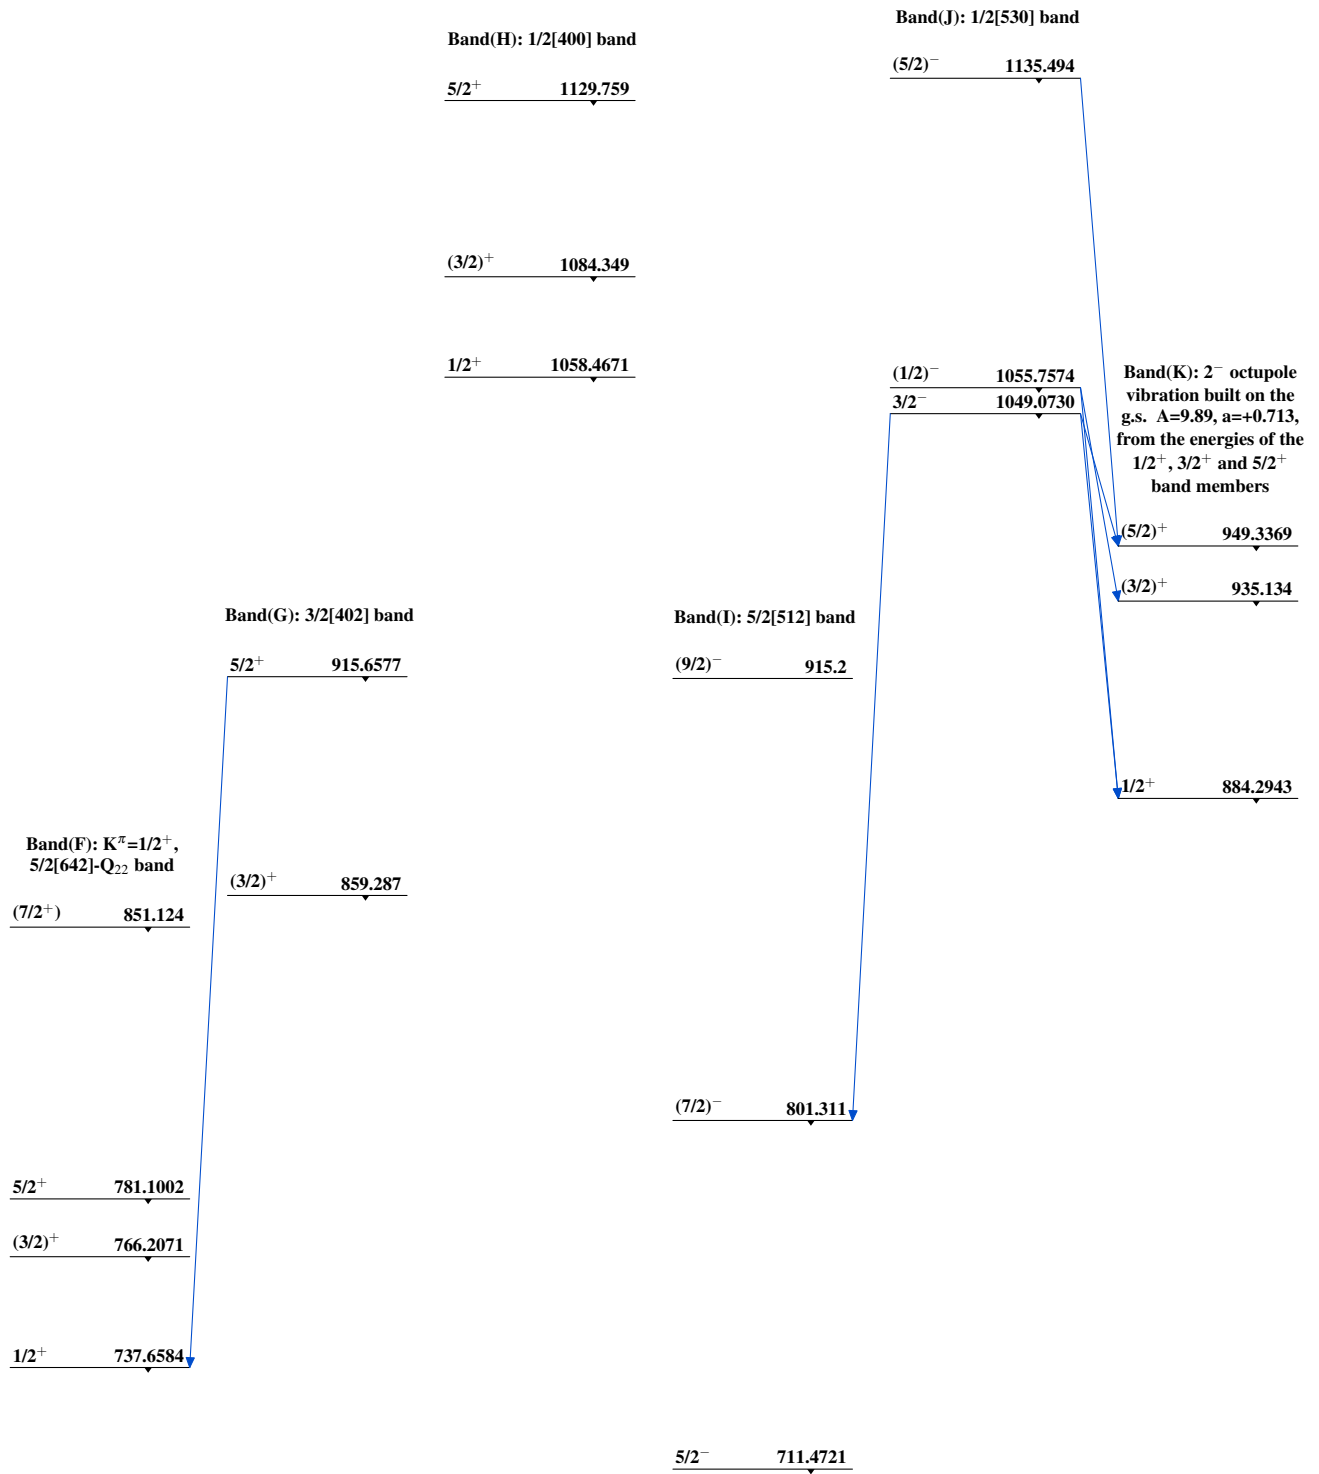 Band(F): K^π=1/2⁺,
5/2[642]-Q₂₂ band
(7/2⁺) 851.124
5/2⁺ 781.1002
(3/2)⁺ 766.2071
1/2⁺ 737.6584
Band(G): 3/2[402] band
5/2⁺ 915.6577
(3/2)⁺ 859.287
Band(H): 1/2[400] band
5/2⁺ 1129.759
(3/2)⁺ 1084.349
1/2⁺ 1058.4671
Band(I): 5/2[512] band
(9/2)⁻ 915.2
(7/2)⁻ 801.311
5/2⁻ 711.4721
Band(J): 1/2[530] band
(5/2)⁻ 1135.494
(1/2)⁻ 1055.7574
3/2⁻ 1049.0730
Band(K): 2⁻ octupole
vibration built on the
g.s. A=9.89, a=+0.713,
from the energies of the
1/2⁺, 3/2⁺ and 5/2⁺
band members
(5/2)⁺ 949.3369
(3/2)⁺ 935.134
1/2⁺ 884.2943